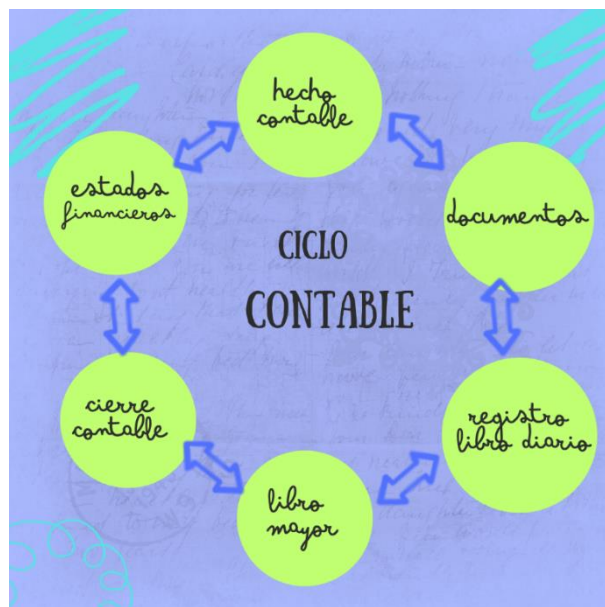 hecho
contable
estados
financieros
documentos
CICLO
CONTABLE
cierre
contable
registro
libro diario
libro
mayor